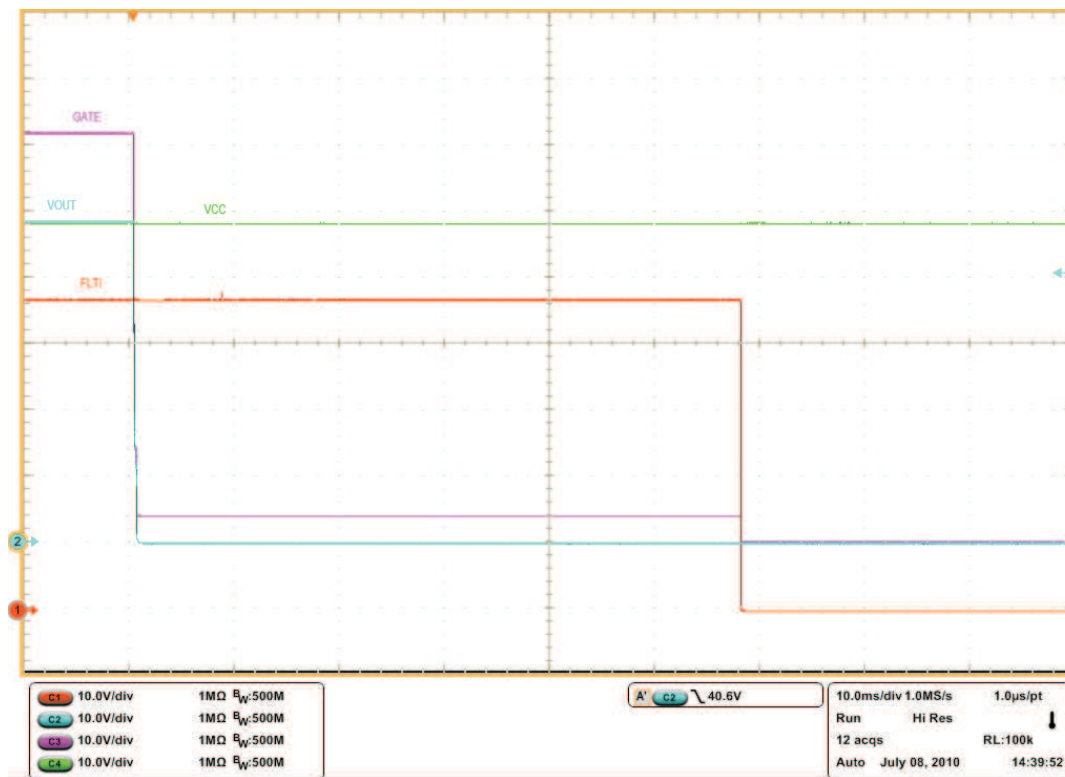 GATE
VOUT
VCC
FLTI
2
1
C1 10.0V/div 1MΩ BW:500M
C2 10.0V/div 1MΩ BW:500M
C3 10.0V/div 1MΩ BW:500M
C4 10.0V/div 1MΩ BW:500M
A' C2 40.6V
10.0ms/div 1.0MS/s 1.0µs/pt
Run Hi Res
12 acqs RL:100k
Auto July 08, 2010 14:39:52